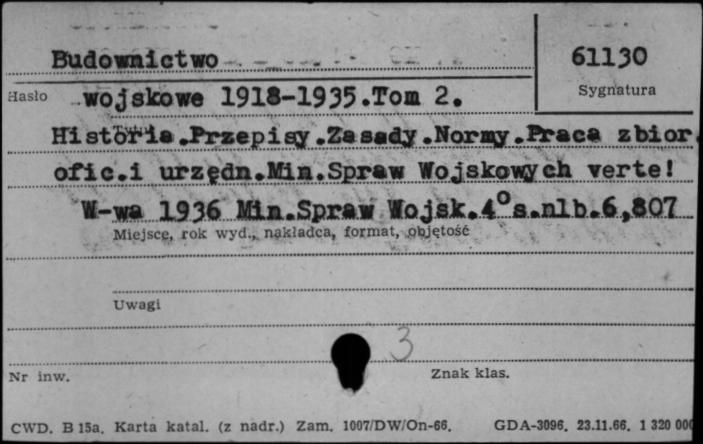 Budownictwo
61130
Hasło wojskowe 1918-1935.Tom 2.
Sygnatura
Historia.Przepisy.Zasady.Normy.Praca zbior.
ofic.i urzędn.Min.Spraw Wojskowych verte!
W-wa 1936 Min.Spraw Wojsk.4°s.nlb.6,807
Miejsce, rok wyd., nakładca, format, objętość
Uwagi
3
Nr inw.
Znak klas.
CWD. B 15a. Karta katal. (z nadr.) Zam. 1007/DW/On-66. GDA-3096. 23.11.66. 1 320 000